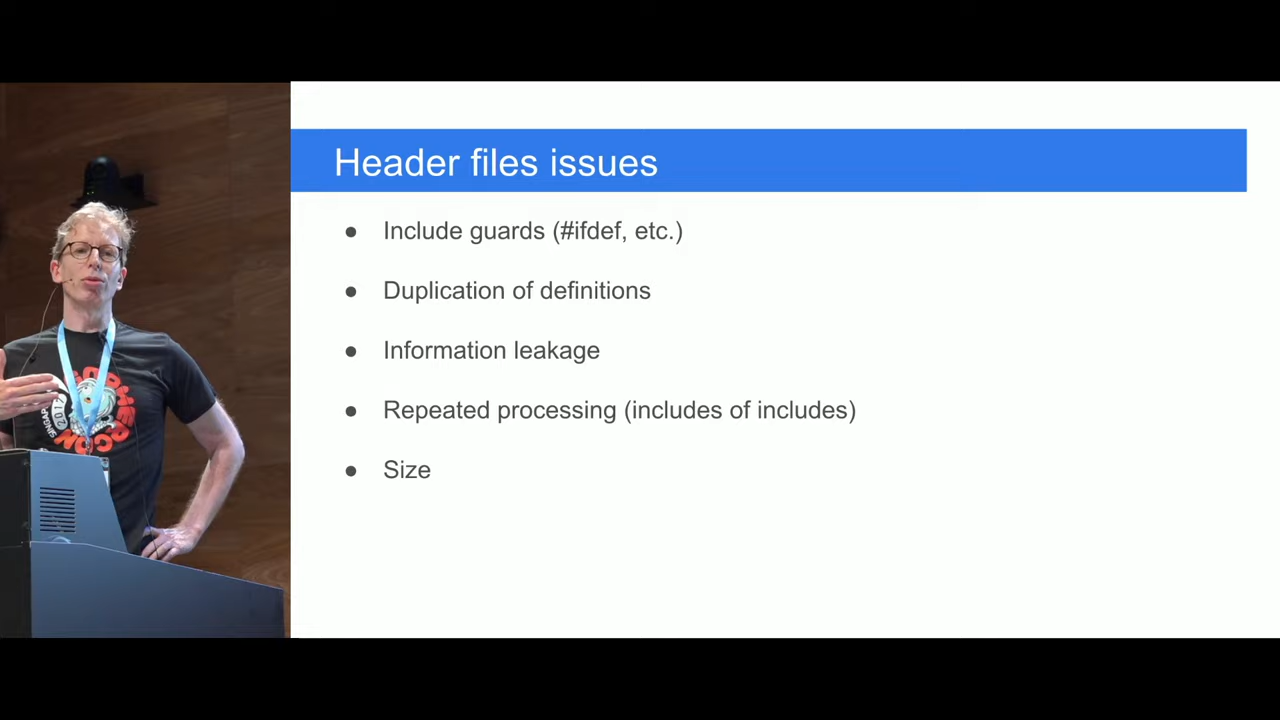 Header files issues
● Include guards (#ifdef, etc.)
● Duplication of definitions
● Information leakage
● Repeated processing (includes of includes)
● Size